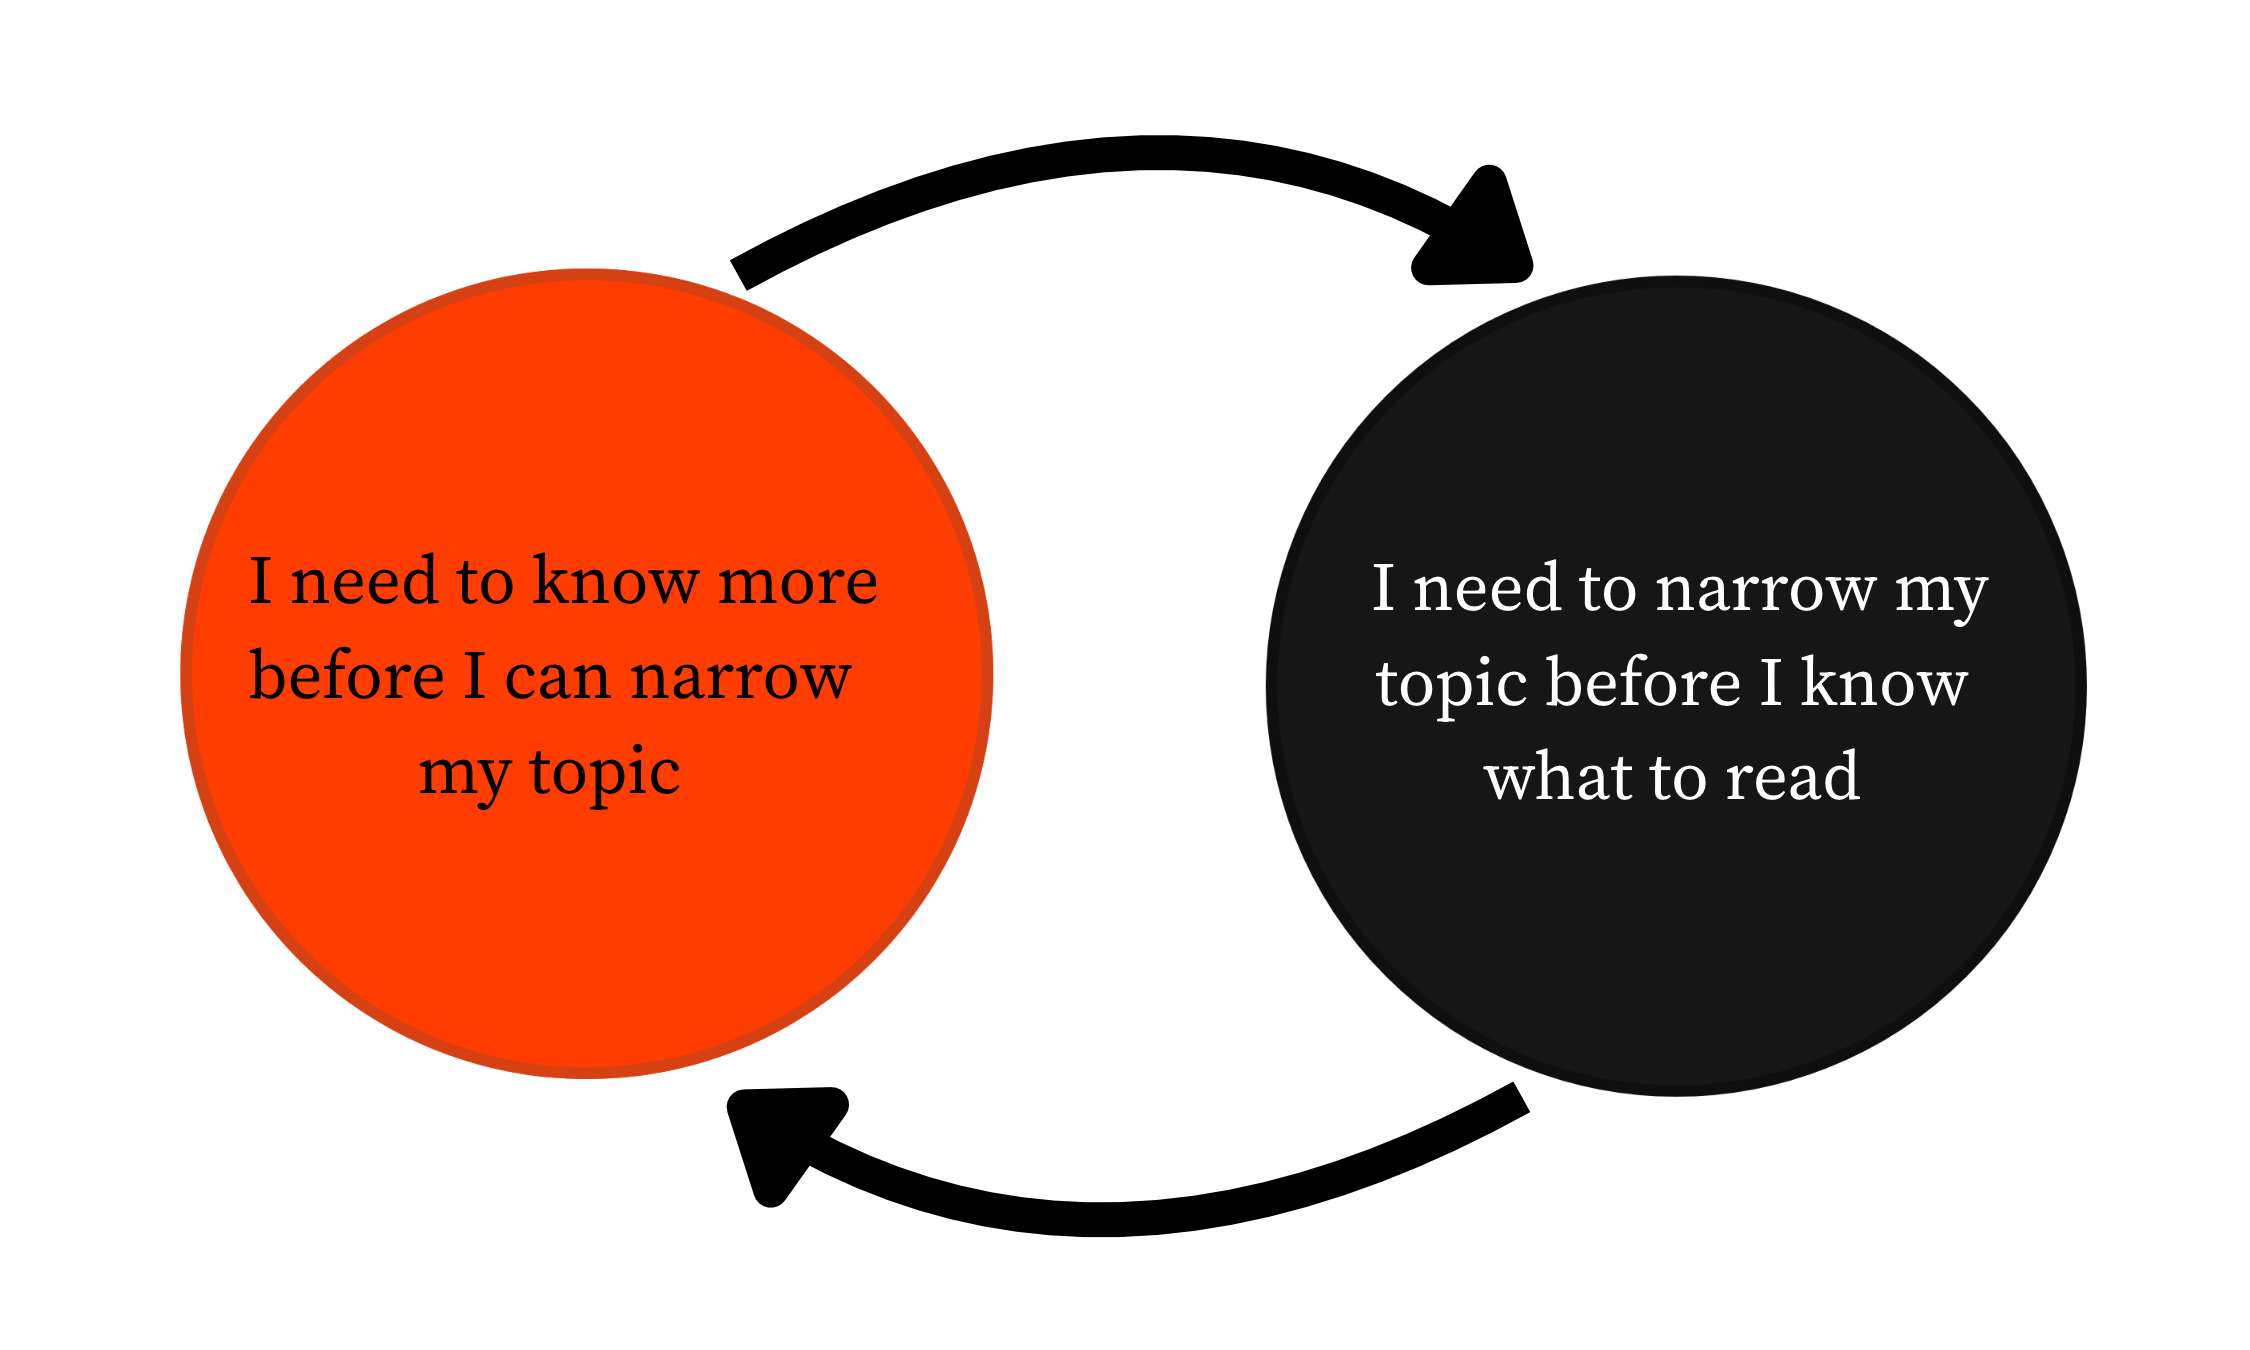 I need to know more
before I can narrow
my topic
I need to narrow my
topic before I know
what to read